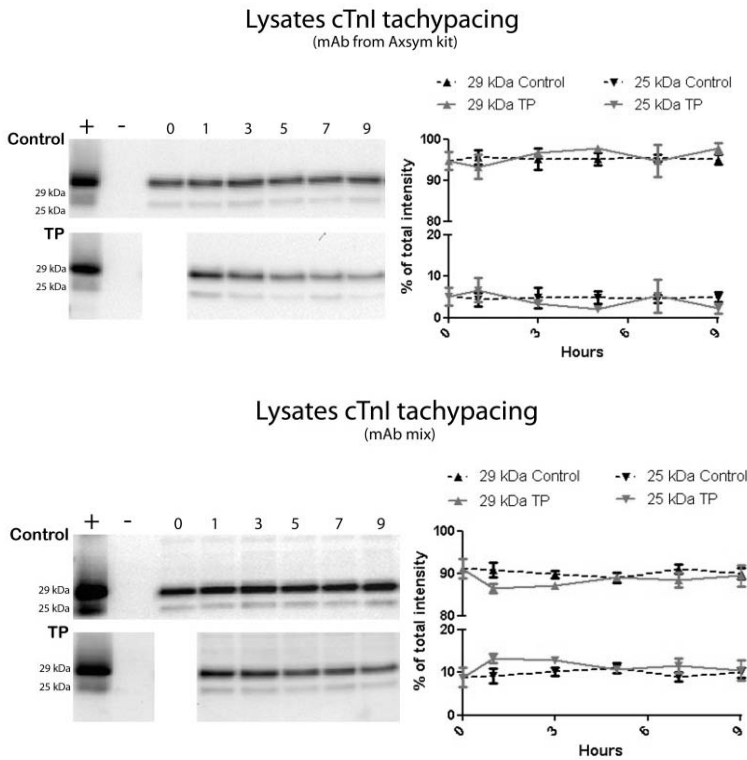 Lysates cTnI tachypacing
(mAb from Axsym kit)
29 kDa Control
25 kDa Control
29 kDa TP
25 kDa TP
+ - 0 1 3 5 7 9
Control
29 kDa
25 kDa
TP
29 kDa
25 kDa
100
90
80
20
10
0
% of total intensity
0 3 6 9
Hours
Lysates cTnI tachypacing
(mAb mix)
29 kDa Control
25 kDa Control
29 kDa TP
25 kDa TP
+ - 0 1 3 5 7 9
Control
29 kDa
25 kDa
TP
29 kDa
25 kDa
100
90
80
20
10
0
% of total intensity
0 3 6 9
Hours